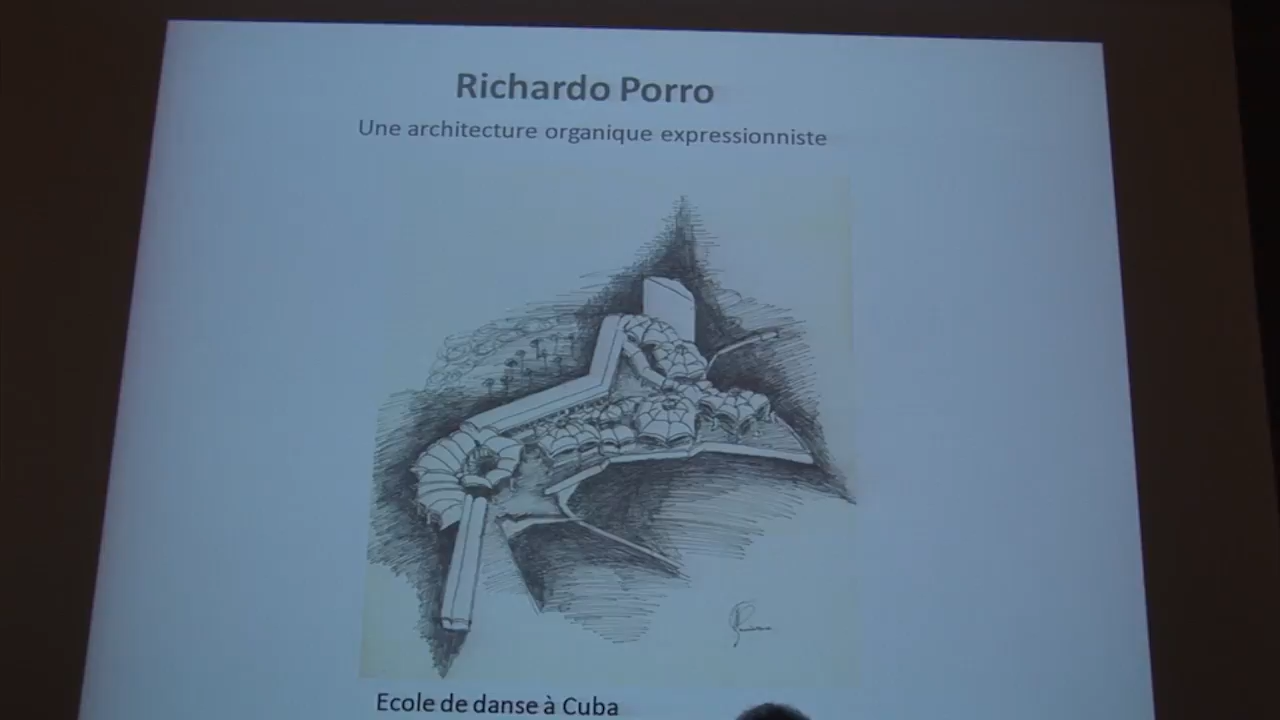 Richardo Porro
Une architecture organique expressionniste
Ecole de danse à Cuba